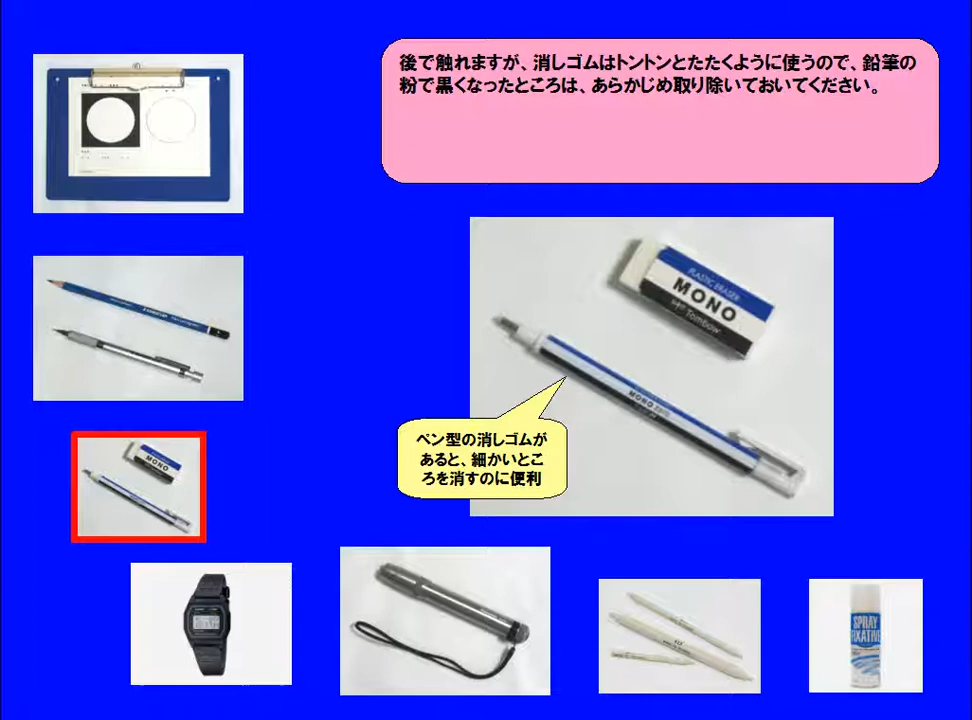 後で触れますが、消しゴムはトントンとたたくように使うので、鉛筆の
粉で黒くなったところは、あらかじめ取り除いておいてください。
PLASTIC ERASER
MONO
Tombow
MONO zero
ペン型の消しゴムが
あると、細かいとこ
ろを消すのに便利
MONO
SPRAY
FIXATIVE